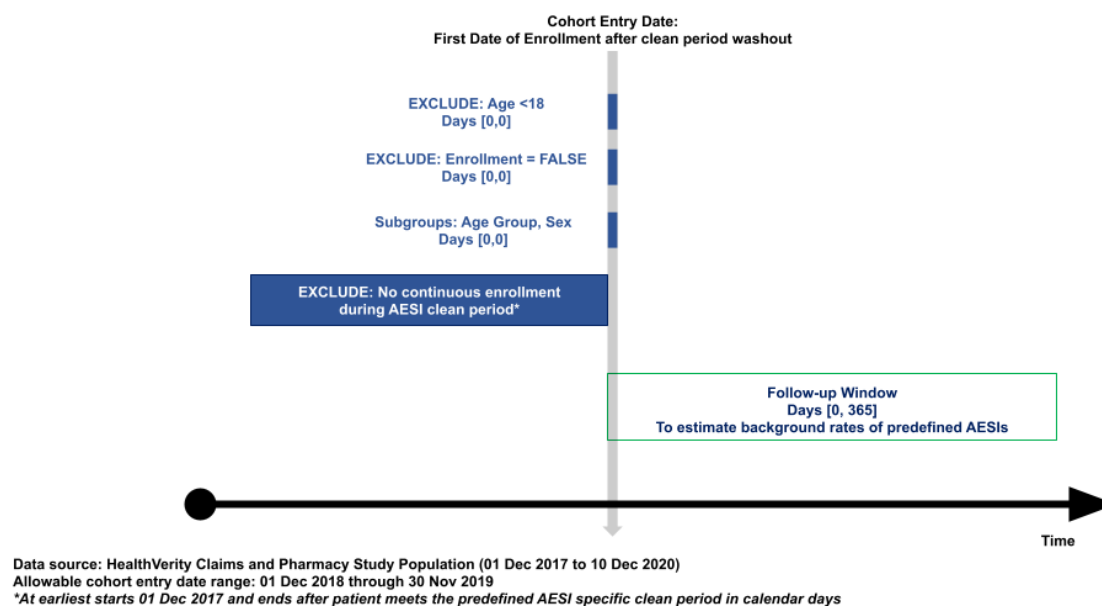 Cohort Entry Date:
First Date of Enrollment after clean period washout
EXCLUDE: Age <18
Days [0,0]
EXCLUDE: Enrollment = FALSE
Days [0,0]
Subgroups: Age Group, Sex
Days [0,0]
EXCLUDE: No continuous enrollment
during AESI clean period*
Follow-up Window
Days [0, 365]
To estimate background rates of predefined AESIs
Time
Data source: HealthVerity Claims and Pharmacy Study Population (01 Dec 2017 to 10 Dec 2020)
Allowable cohort entry date range: 01 Dec 2018 through 30 Nov 2019
*At earliest starts 01 Dec 2017 and ends after patient meets the predefined AESI specific clean period in calendar days